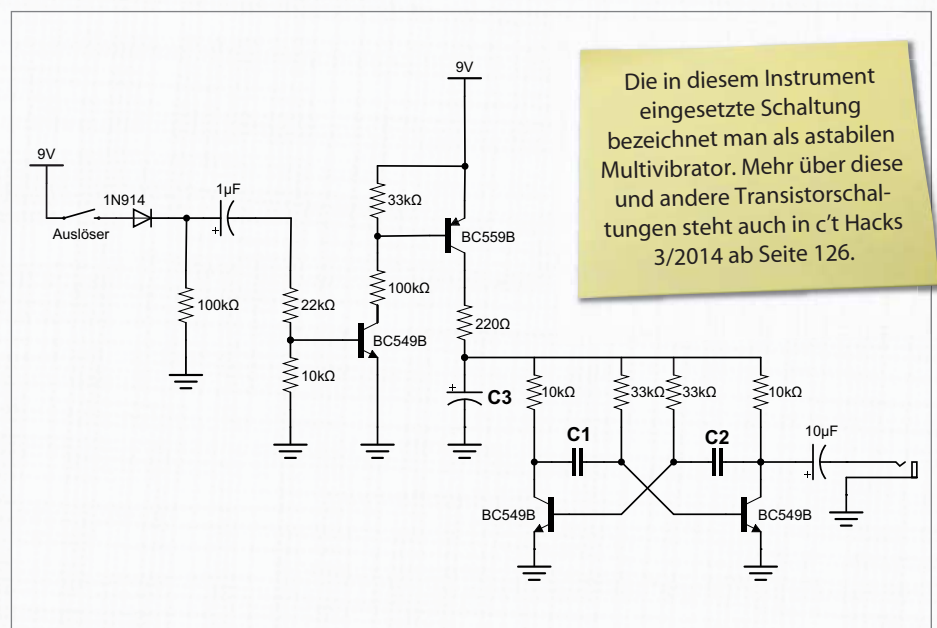 9V
Die in diesem Instrument
eingesetzte Schaltung
bezeichnet man als astabilen
Multivibrator. Mehr über diese
und andere Transistorschal-
tungen steht auch in c’t Hacks
3/2014 ab Seite 126.
9V
1N914
1µF
+
Auslöser
33kΩ
BC559B
100kΩ
22kΩ
100kΩ
220Ω
BC549B
10kΩ
+
C3
10kΩ
33kΩ
33kΩ
10kΩ
C1
C2
10µF
+
BC549B
BC549B